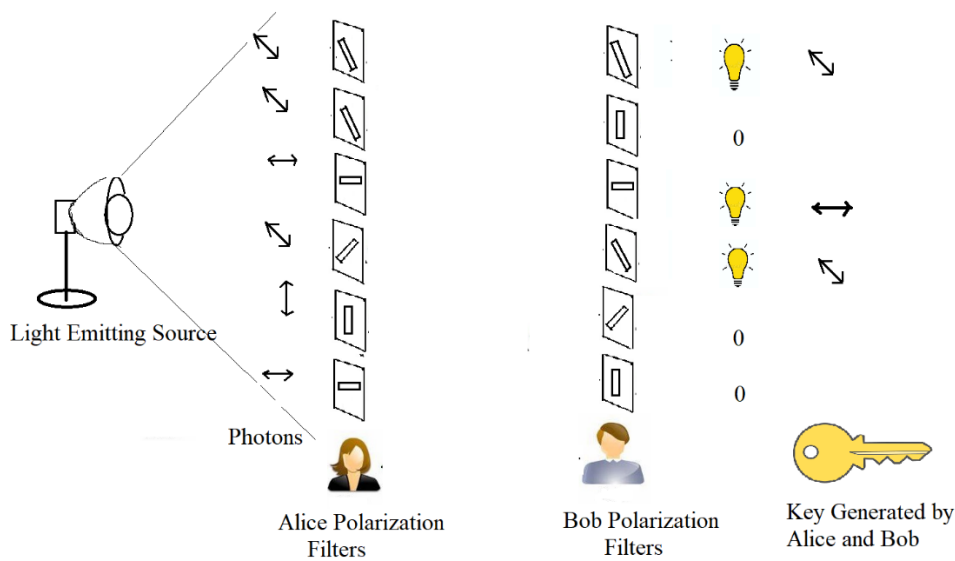 0
0
0
Light Emitting Source
Photons
Alice Polarization
Filters
Bob Polarization
Filters
Key Generated by
Alice and Bob